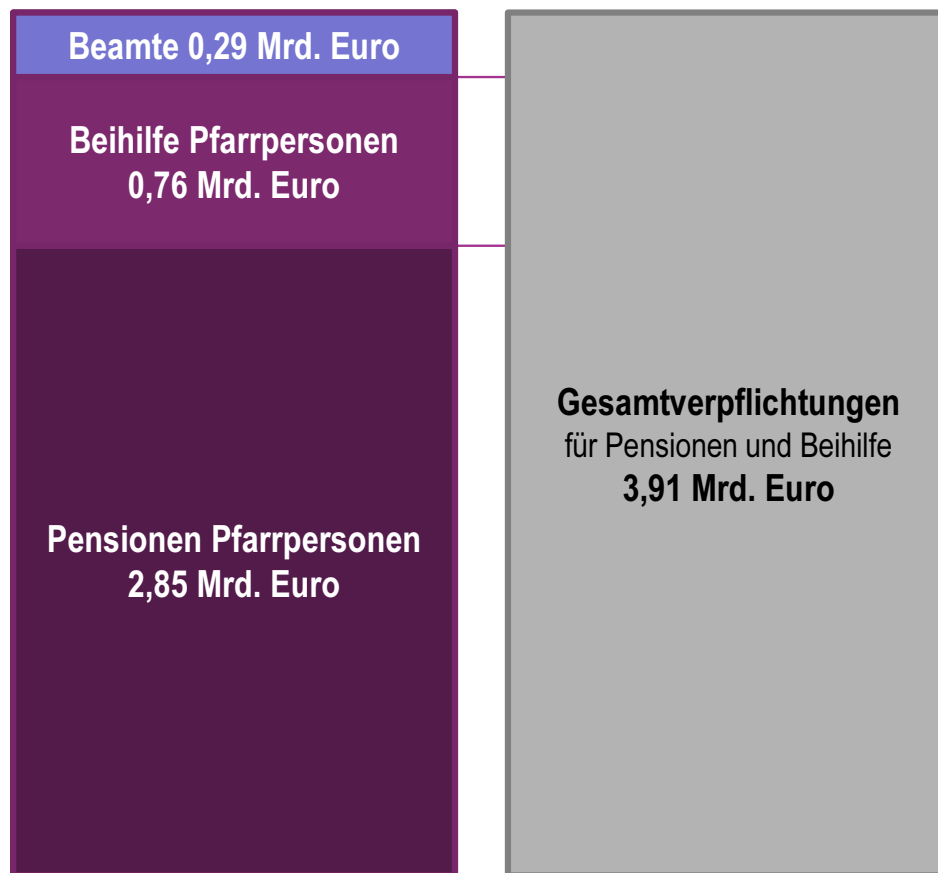 Beamte 0,29 Mrd. Euro
Beihilfe Pfarrpersonen
0,76 Mrd. Euro
Pensionen Pfarrpersonen
2,85 Mrd. Euro
Gesamtverpflichtungen
für Pensionen und Beihilfe
3,91 Mrd. Euro